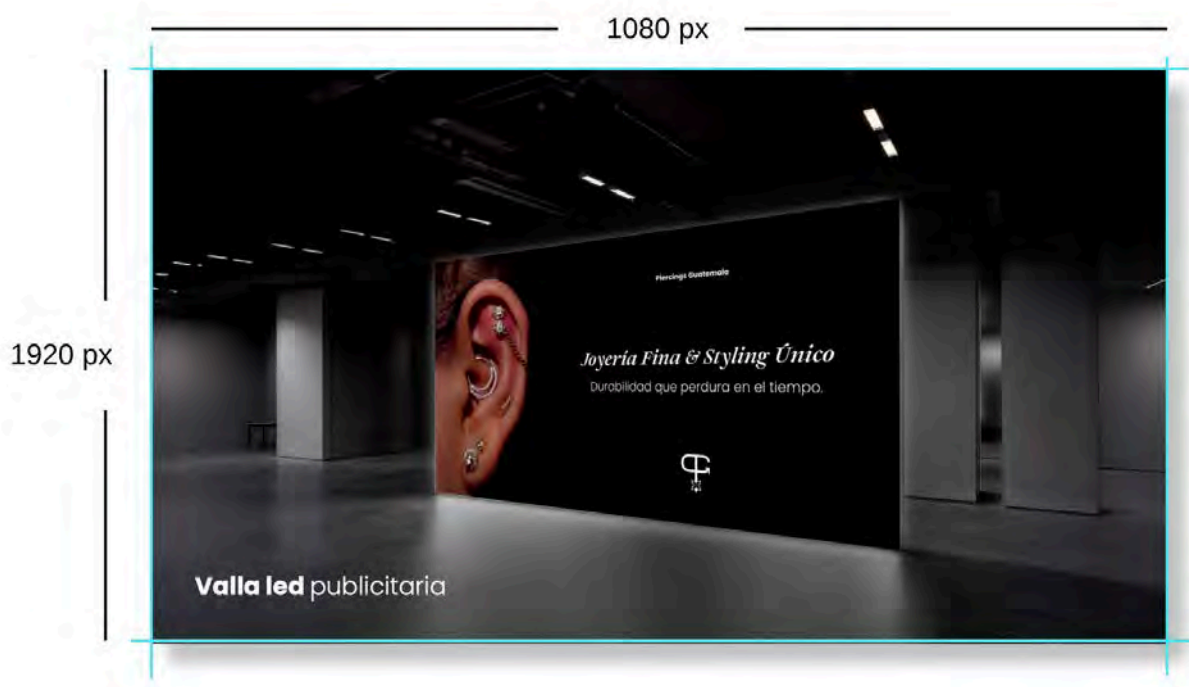 1080 px
1920 px
Piercings Guatemala
Joyería Fina & Styling Único
Durabilidad que perdura en el tiempo.
Valla led publicitaria